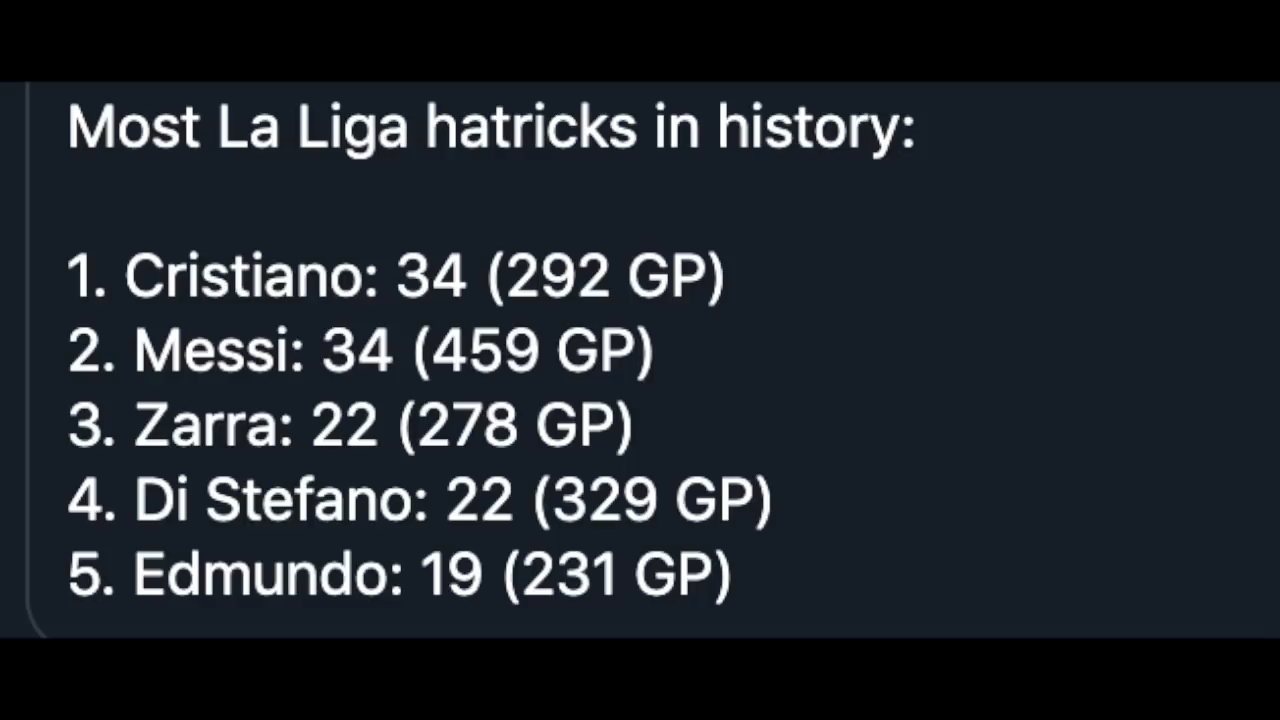 Most La Liga hatricks in history:
1. Cristiano: 34 (292 GP)
2. Messi: 34 (459 GP)
3. Zarra: 22 (278 GP)
4. Di Stefano: 22 (329 GP)
5. Edmundo: 19 (231 GP)